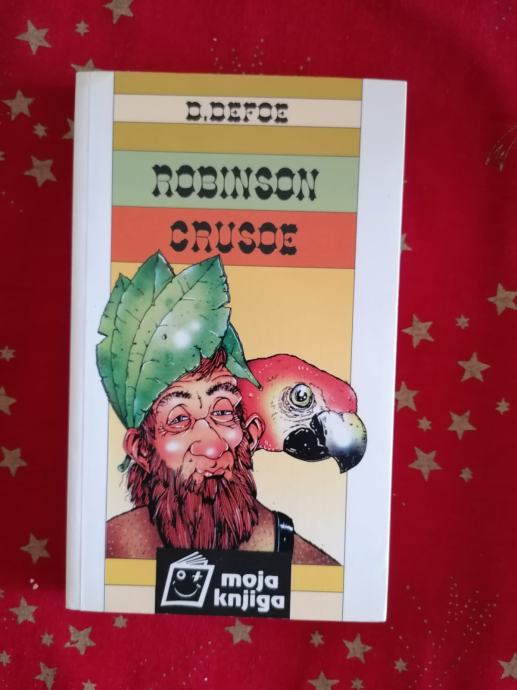 D. DEFOE
ROBINSON
CRUSOE
moja
knjiga